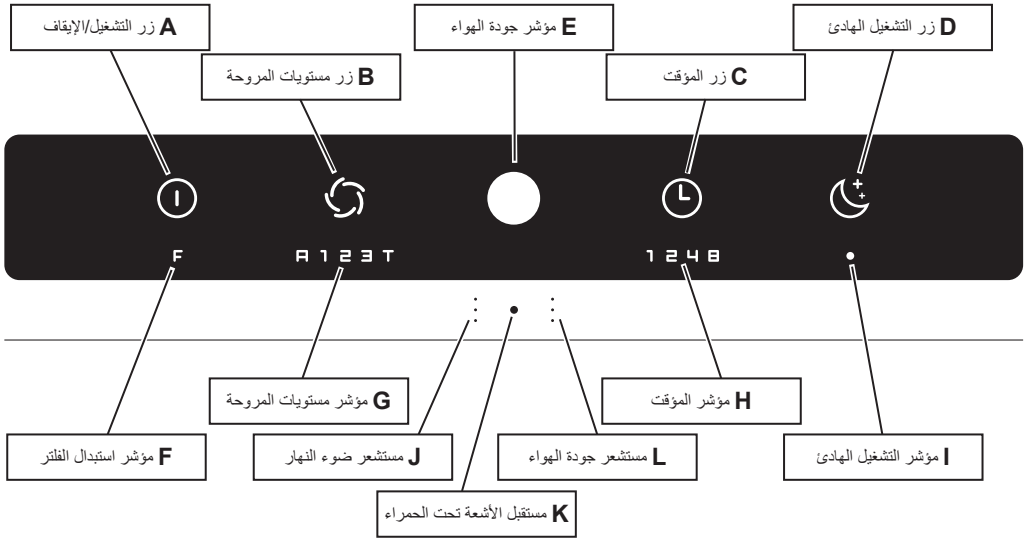 A زر التشغيل/الإيقاف
E مؤشر جودة الهواء
D زر التشغيل الهادئ
B زر مستويات المروحة
C زر المؤقت
F
A 1 2 3 T
1 2 4 8
G مؤشر مستويات المروحة
H مؤشر المؤقت
F مؤشر استبدال الفلتر
J مستشعر ضوء النهار
L مستشعر جودة الهواء
I مؤشر التشغيل الهادئ
K مستقبل الأشعة تحت الحمراء